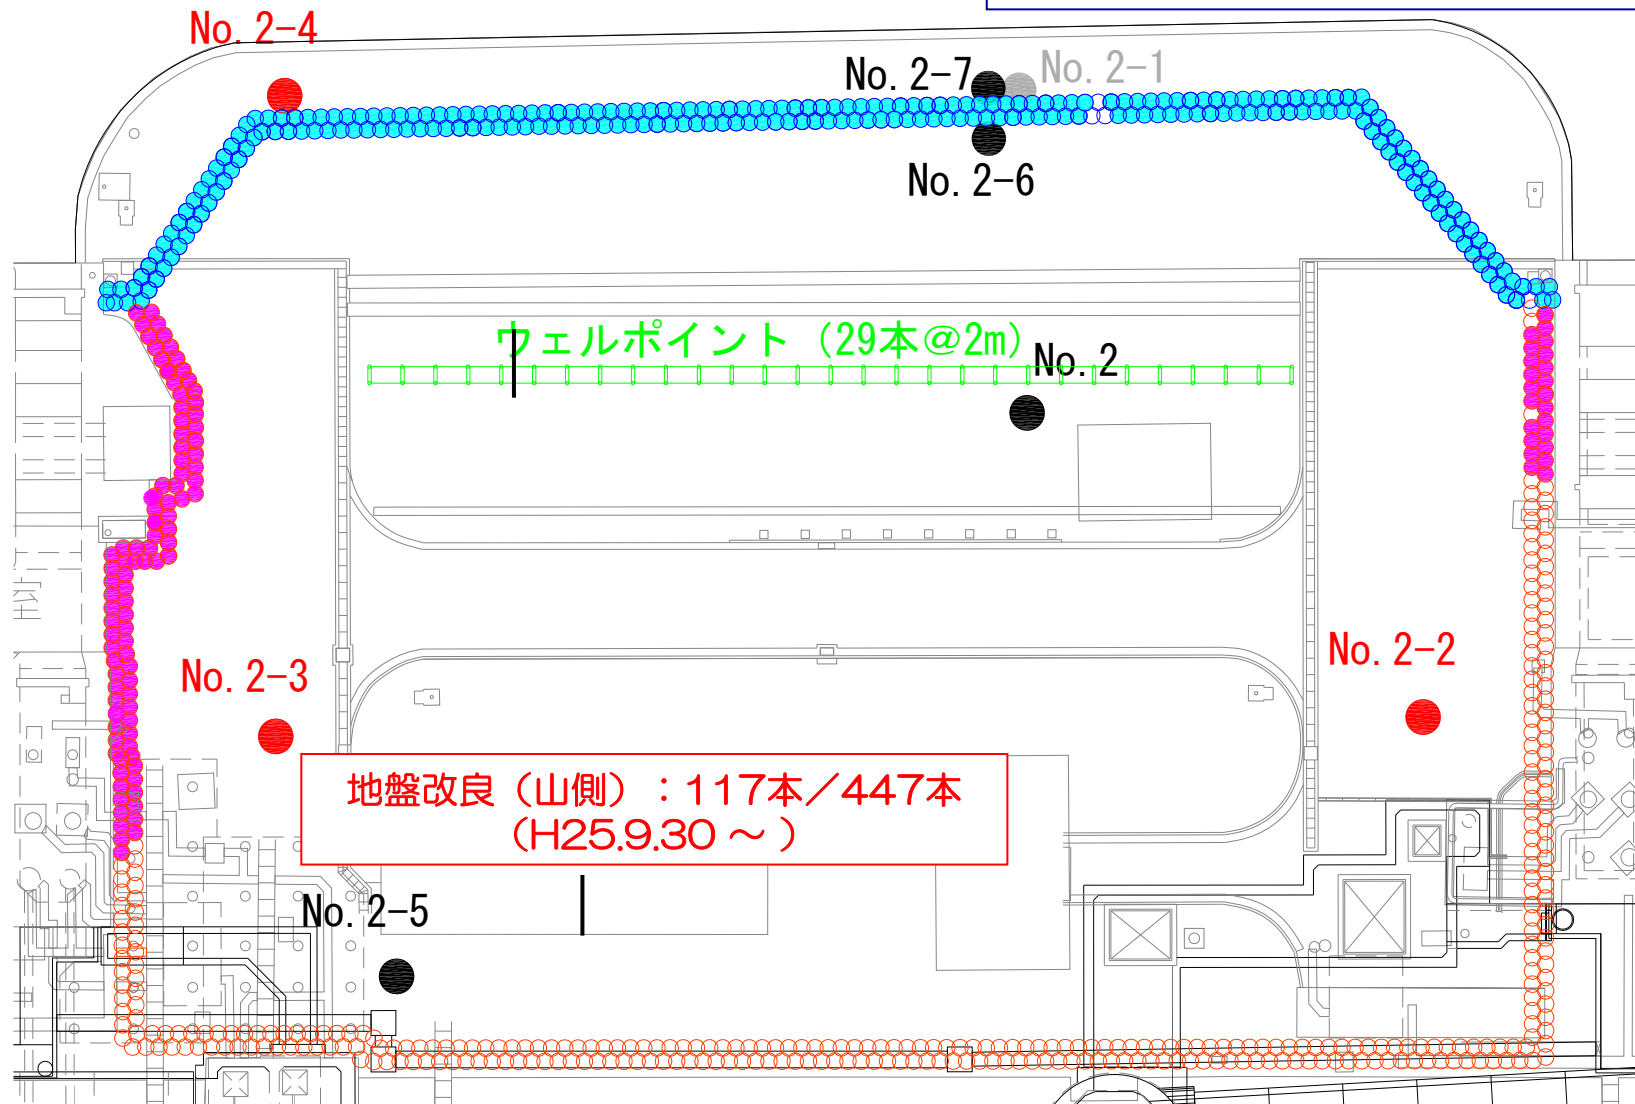 No. 2-4
No. 2-7
No. 2-1
No. 2-6
ウェルポイント（29本＠2m）
No. 2
No. 2-2
No. 2-3
地盤改良（山側）：117本／447本
（H25.9.30 ～ ）
No. 2-5